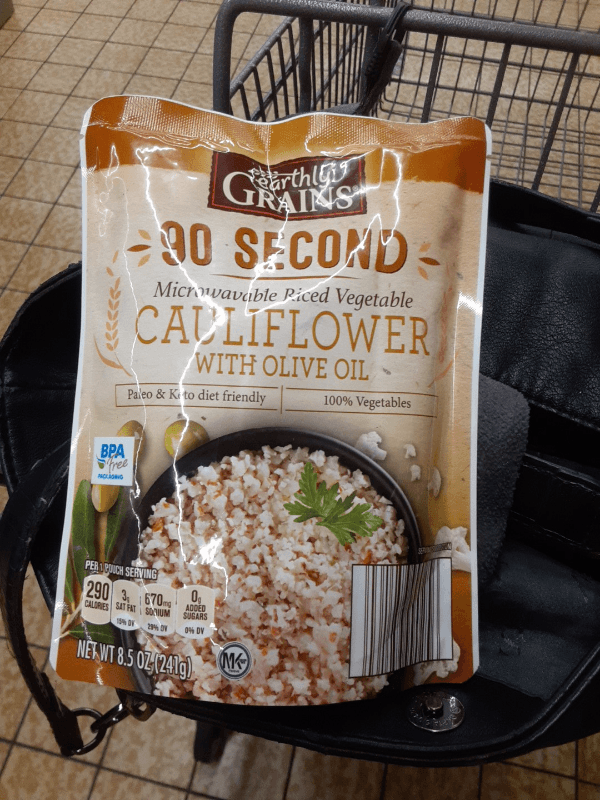 earthly
GRAINS
90 SECOND
Microwavable Riced Vegetable
CAULIFLOWER
WITH OLIVE OIL
Paleo & Keto diet friendly
100% Vegetables
BPA
free
PACKAGING
PER 1 POUCH SERVING
290
CALORIES
3g
SAT FAT
15% DV
670mg
SODIUM
29% DV
0g
ADDED
SUGARS
0% DV
NET WT 8.5 OZ (241g)
MK